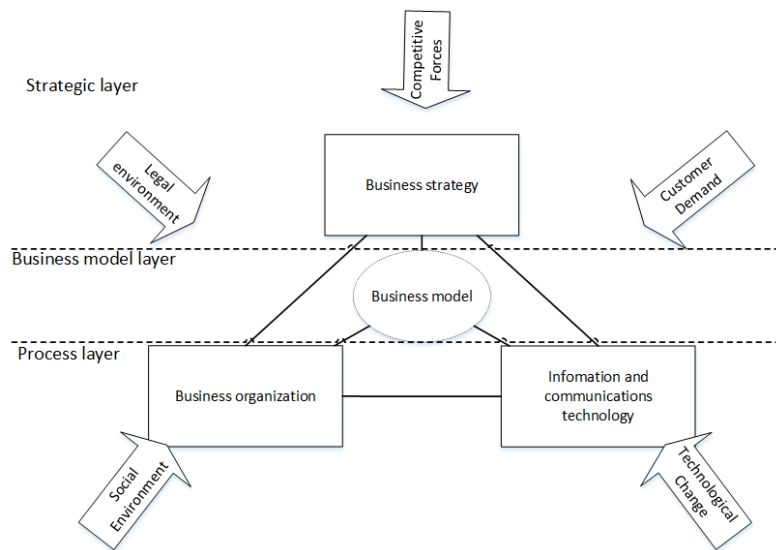 Competitive
Forces
Strategic layer
Legal
environment
Customer
Demand
Business strategy
Business model layer
Business model
Process layer
Business organization
Infomation and
communications
technology
Social
Environment
Technological
Change